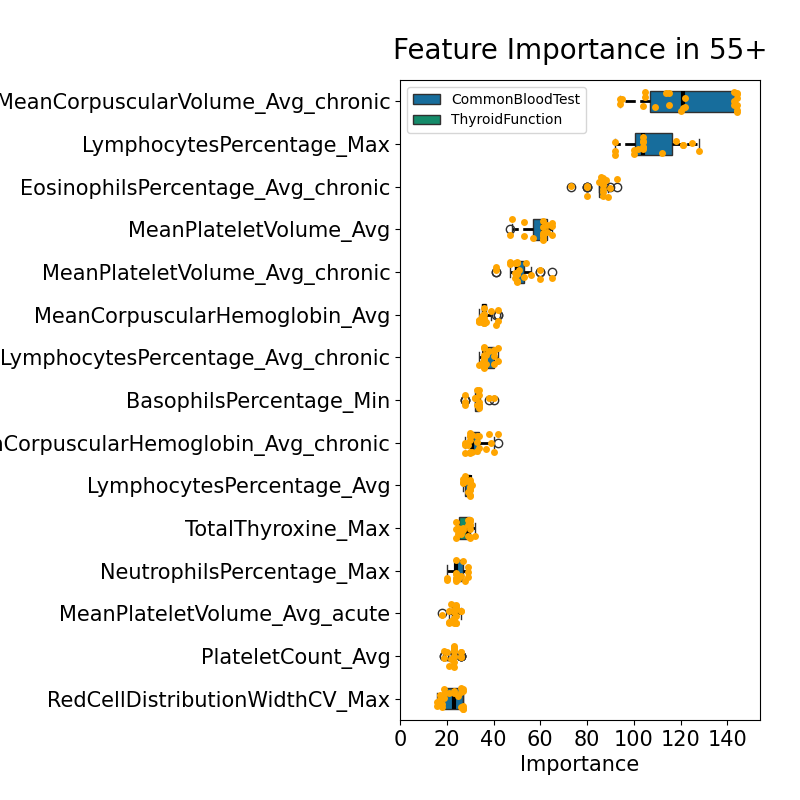 Feature Importance in 55+
MeanCorpuscularVolume_Avg_chronic
LymphocytesPercentage_Max
EosinophilsPercentage_Avg_chronic
MeanPlateletVolume_Avg
MeanPlateletVolume_Avg_chronic
MeanCorpuscularHemoglobin_Avg
LymphocytesPercentage_Avg_chronic
BasophilsPercentage_Min
nCorpuscularHemoglobin_Avg_chronic
LymphocytesPercentage_Avg
TotalThyroxine_Max
NeutrophilsPercentage_Max
MeanPlateletVolume_Avg_acute
PlateletCount_Avg
RedCellDistributionWidthCV_Max
CommonBloodTest
ThyroidFunction
0 20 40 60 80 100 120 140
Importance